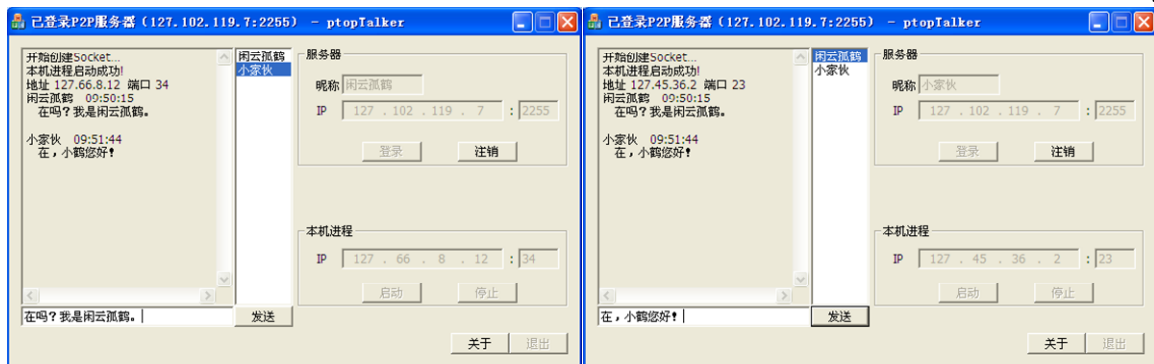 已登录P2P服务器（127.102.119.7:2255） - ptopTalker
开始创建Socket...
本机进程启动成功!
地址 127.66.8.12 端口 34
闲云孤鹤 09:50:15
在吗?我是闲云孤鹤。
小家伙 09:51:44
在,小鹤您好!
闲云孤鹤
小家伙
服务器
昵称 闲云孤鹤
IP 127 . 102 . 119 . 7 : 2255
登录 注销
本机进程
IP 127 . 66 . 8 . 12 : 34
启动 停止
在吗?我是闲云孤鹤。 发送
关于 退出
已登录P2P服务器（127.102.119.7:2255） - ptopTalker
开始创建Socket...
本机进程启动成功!
地址 127.45.36.2 端口 23
闲云孤鹤 09:50:15
在吗?我是闲云孤鹤。
小家伙 09:51:44
在,小鹤您好!
闲云孤鹤
小家伙
服务器
昵称 小家伙
IP 127 . 102 . 119 . 7 : 2255
登录 注销
本机进程
IP 127 . 45 . 36 . 2 : 23
启动 停止
在,小鹤您好! 发送
关于 退出